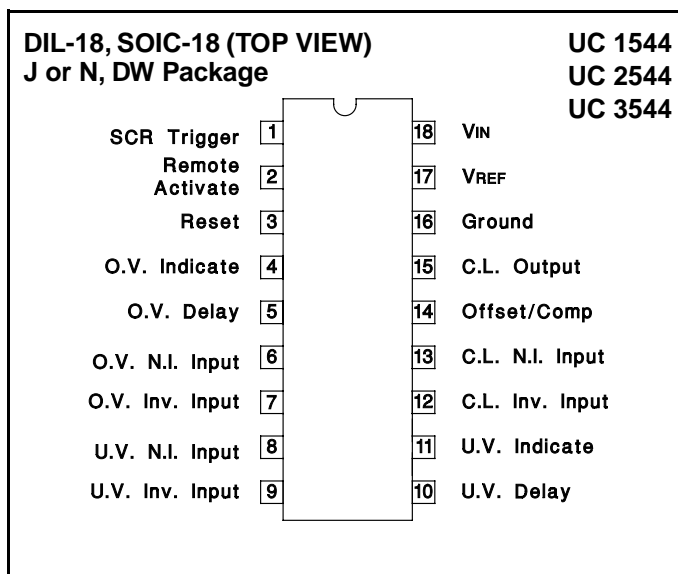 DIL-18, SOIC-18 (TOP VIEW)
J or N, DW Package
UC 1544
UC 2544
UC 3544
SCR Trigger 1
Remote
Activate 2
Reset 3
O.V. Indicate 4
O.V. Delay 5
O.V. N.I. Input 6
O.V. Inv. Input 7
U.V. N.I. Input 8
U.V. Inv. Input 9
18 VIN
17 VREF
16 Ground
15 C.L. Output
14 Offset/Comp
13 C.L. N.I. Input
12 C.L. Inv. Input
11 U.V. Indicate
10 U.V. Delay